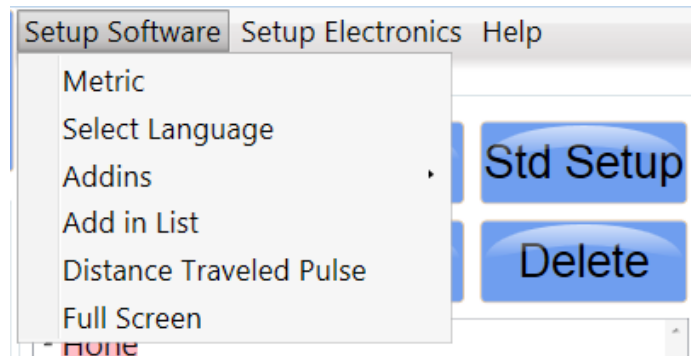 Setup Software Setup Electronics Help
Metric
Select Language
Addins
Std Setup
Add in List
Distance Traveled Pulse
Delete
Full Screen